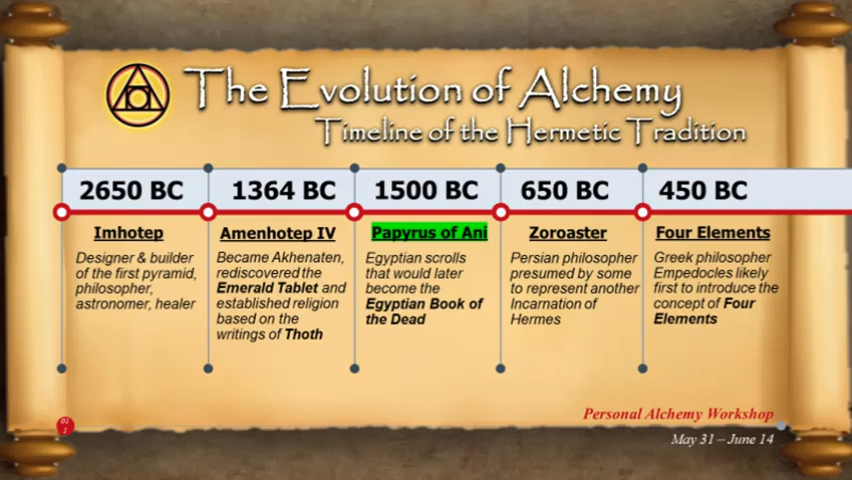 The Evolution of Alchemy
Timeline of the Hermetic Tradition
2650 BC
Imhotep
Designer & builder
of the first pyramid,
philosopher,
astronomer, healer
1364 BC
Amenhotep IV
Became Akhenaten,
rediscovered the
Emerald Tablet and
established religion
based on the
writings of Thoth
1500 BC
Papyrus of Ani
Egyptian scrolls
that would later
become the
Egyptian Book of
the Dead
650 BC
Zoroaster
Persian philosopher
presumed by some
to represent another
Incarnation of
Hermes
450 BC
Four Elements
Greek philosopher
Empedocles likely
first to introduce the
concept of Four
Elements
Personal Alchemy Workshop
May 31 – June 14